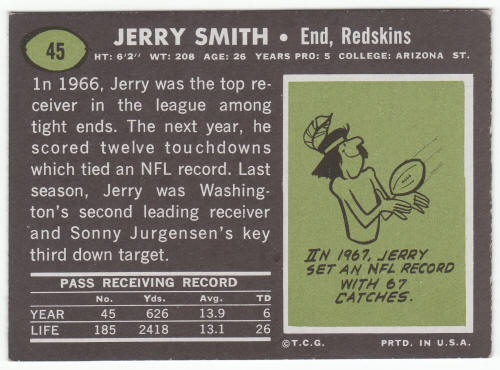 45
JERRY SMITH • End, Redskins
HT: 6'2" WT: 208 AGE: 26 YEARS PRO: 5 COLLEGE: ARIZONA ST.
In 1966, Jerry was the top re-
ceiver in the league among
tight ends. The next year, he
scored twelve touchdowns
which tied an NFL record. Last
season, Jerry was Washing-
ton's second leading receiver
and Sonny Jurgensen's key
third down target.
PASS RECEIVING RECORD
No. Yds. Avg. TD
YEAR 45 626 13.9 6
LIFE 185 2418 13.1 26
IN 1967, JERRY
SET AN NFL RECORD
WITH 67
CATCHES.
©T.C.G. PRTD. IN U.S.A.